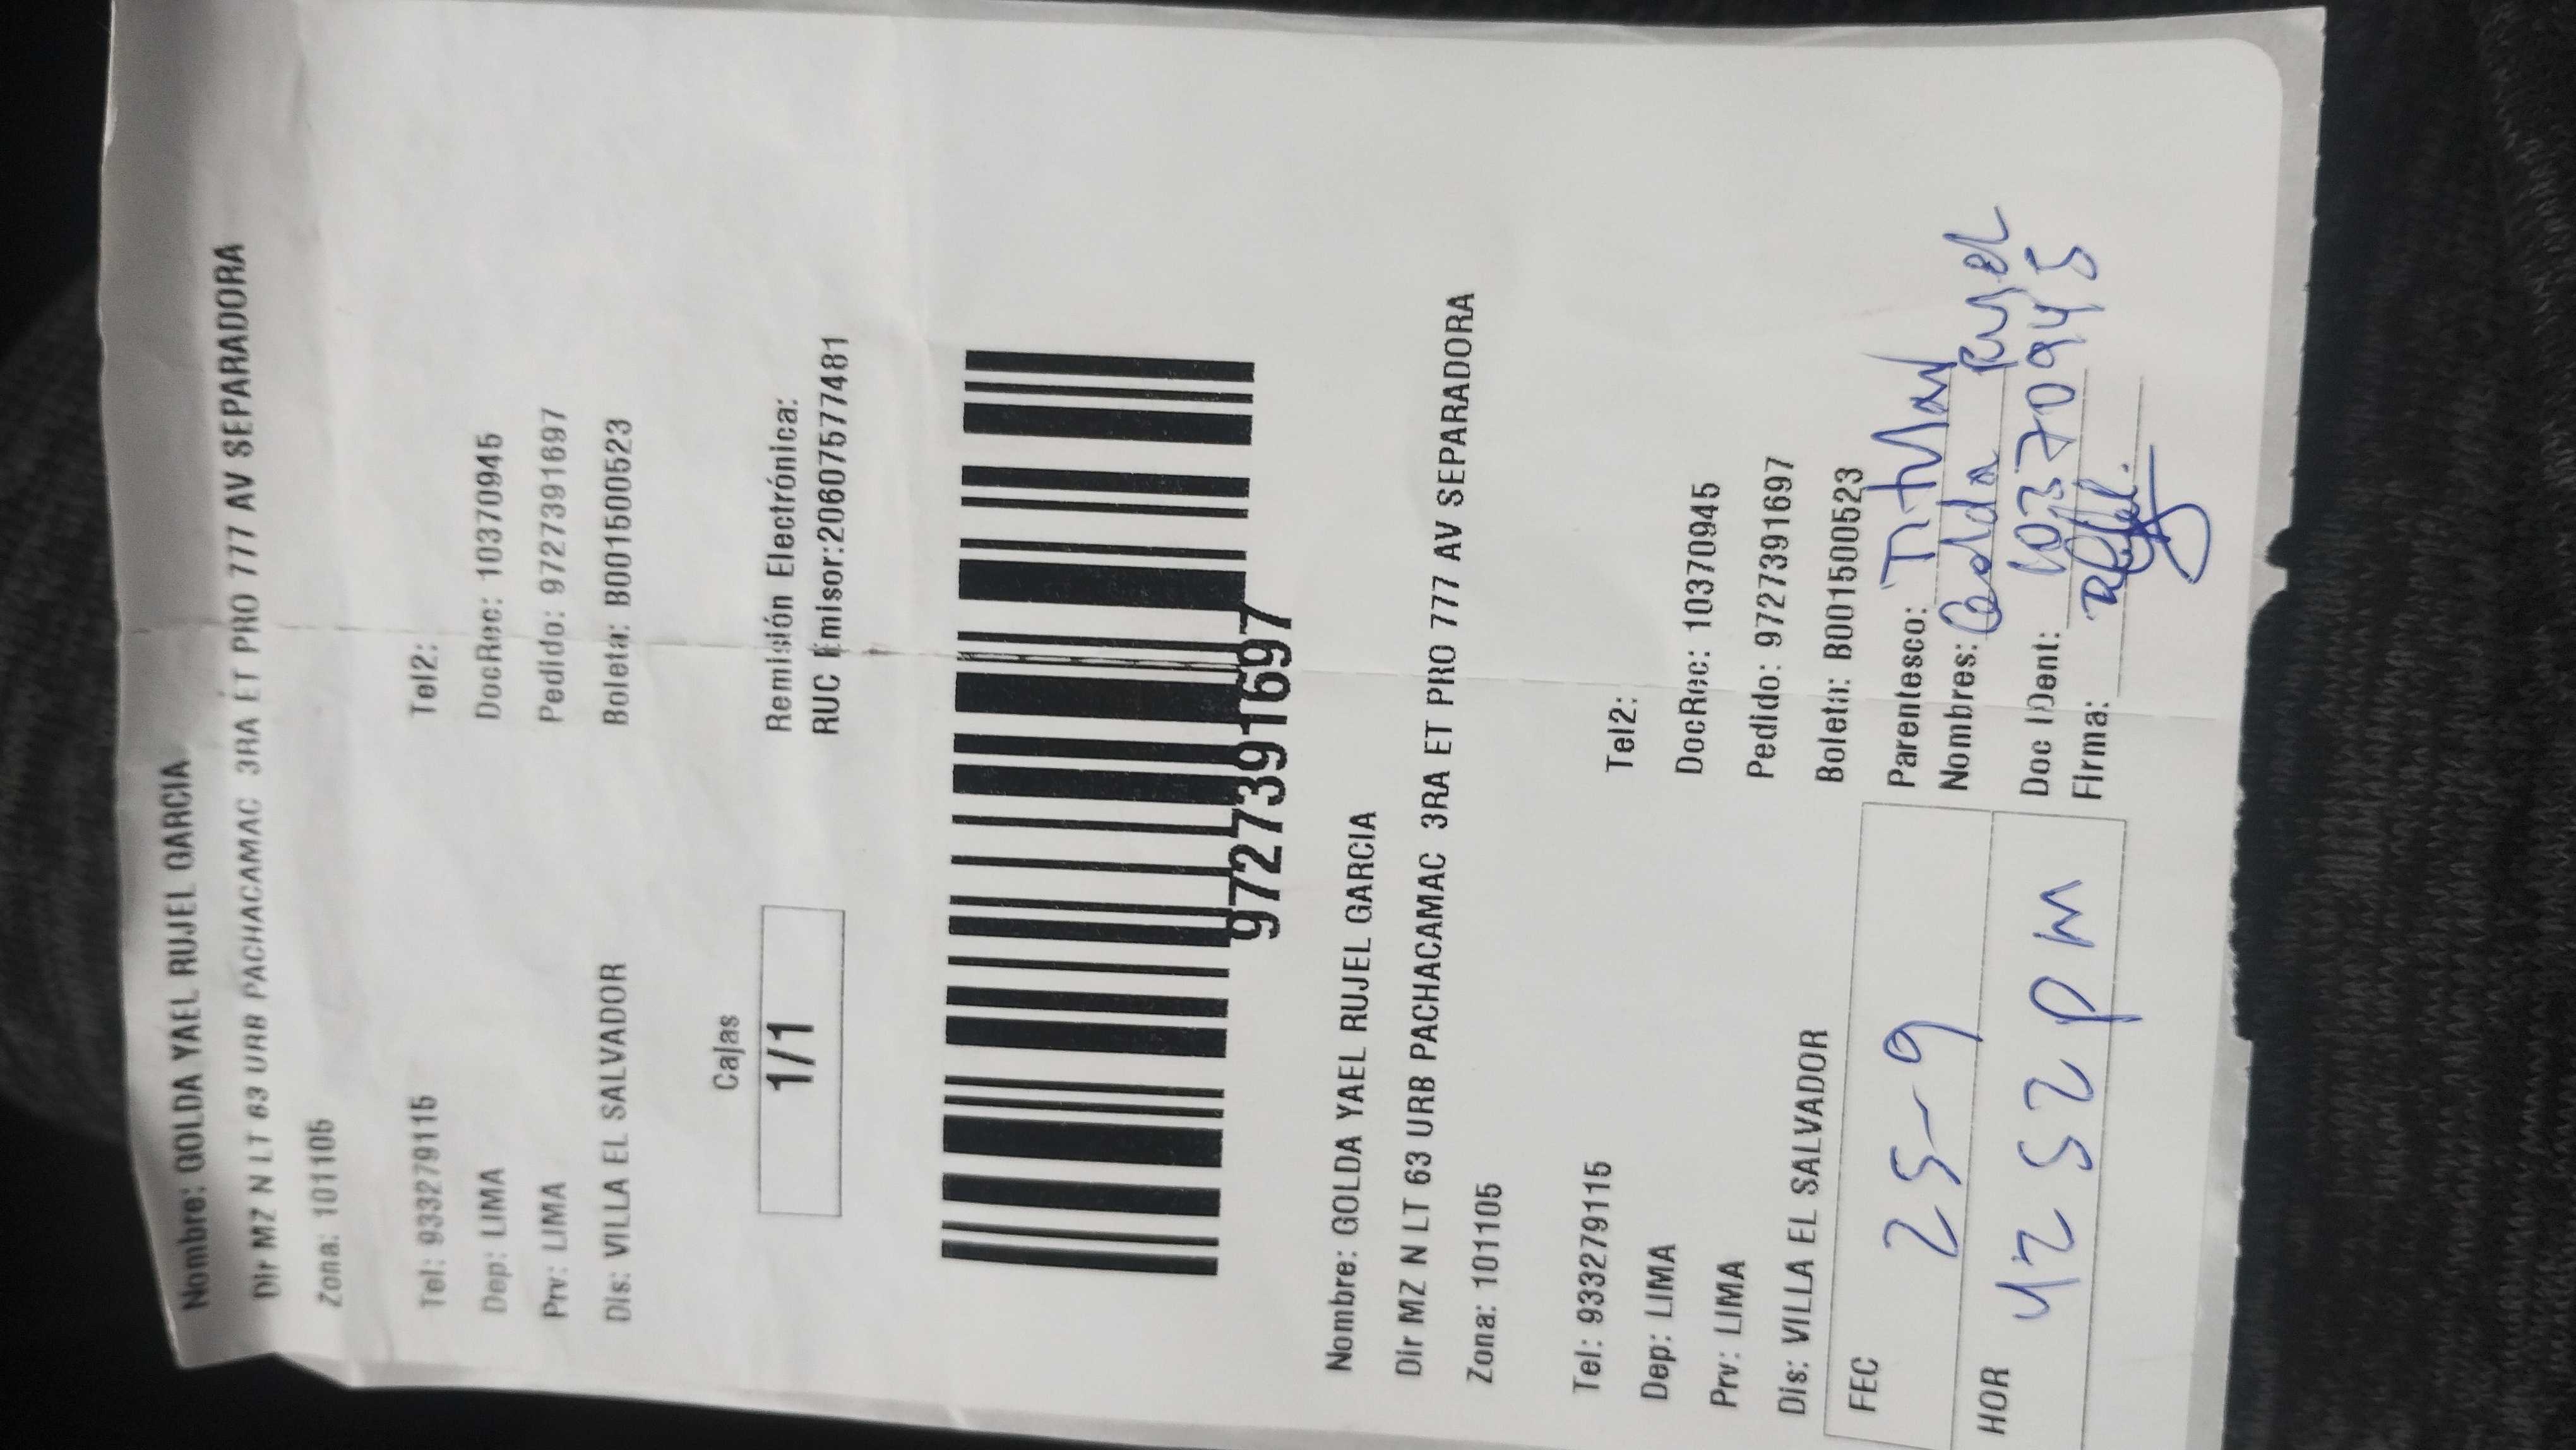 Nombre: GOLDA YAEL RUJEL GARCIA
Dir MZ N LT 63 URB PACHACAMAC 3RA ET PRO 777 AV SEPARADORA
Zona: 101105
Tel: 933279115 Tel2:
Dep: LIMA DocRec: 10370945
Prv: LIMA Pedido: 9727391697
Dis: VILLA EL SALVADOR Boleta: B001500523
Cajas
1/1
Remisión Electrónica:
RUC Emisor:20607577481
9727391697
Nombre: GOLDA YAEL RUJEL GARCIA
Dir MZ N LT 63 URB PACHACAMAC 3RA ET PRO 777 AV SEPARADORA
Zona: 101105
Tel: 933279115 Tel2:
Dep: LIMA DocRec: 10370945
Prv: LIMA Pedido: 9727391697
Dis: VILLA EL SALVADOR Boleta: B001500523
FEC 25-9
HOR 4252 pm
Parentesco: Titular
Nombres: Golda Rujel
Doc IDent: 10370945
Firma: